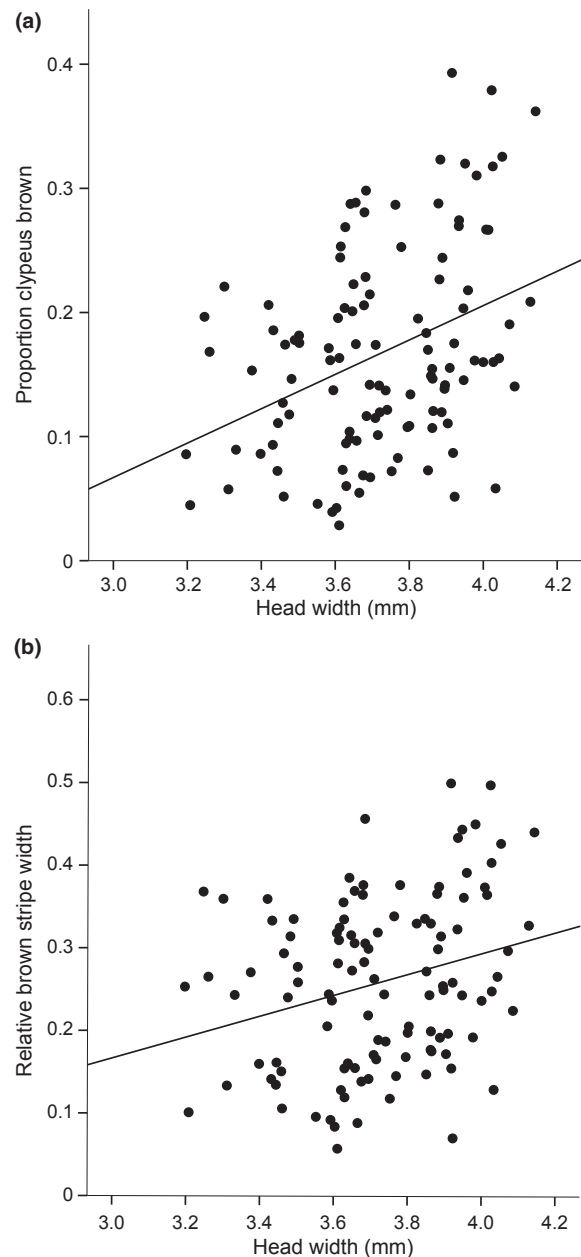 (a)
0.4
0.3
0.2
0.1
0
Proportion clypeus brown
3.0 3.2 3.4 3.6 3.8 4.0 4.2
Head width (mm)
(b)
0.6
0.5
0.4
0.3
0.2
0.1
0
Relative brown stripe width
3.0 3.2 3.4 3.6 3.8 4.0 4.2
Head width (mm)